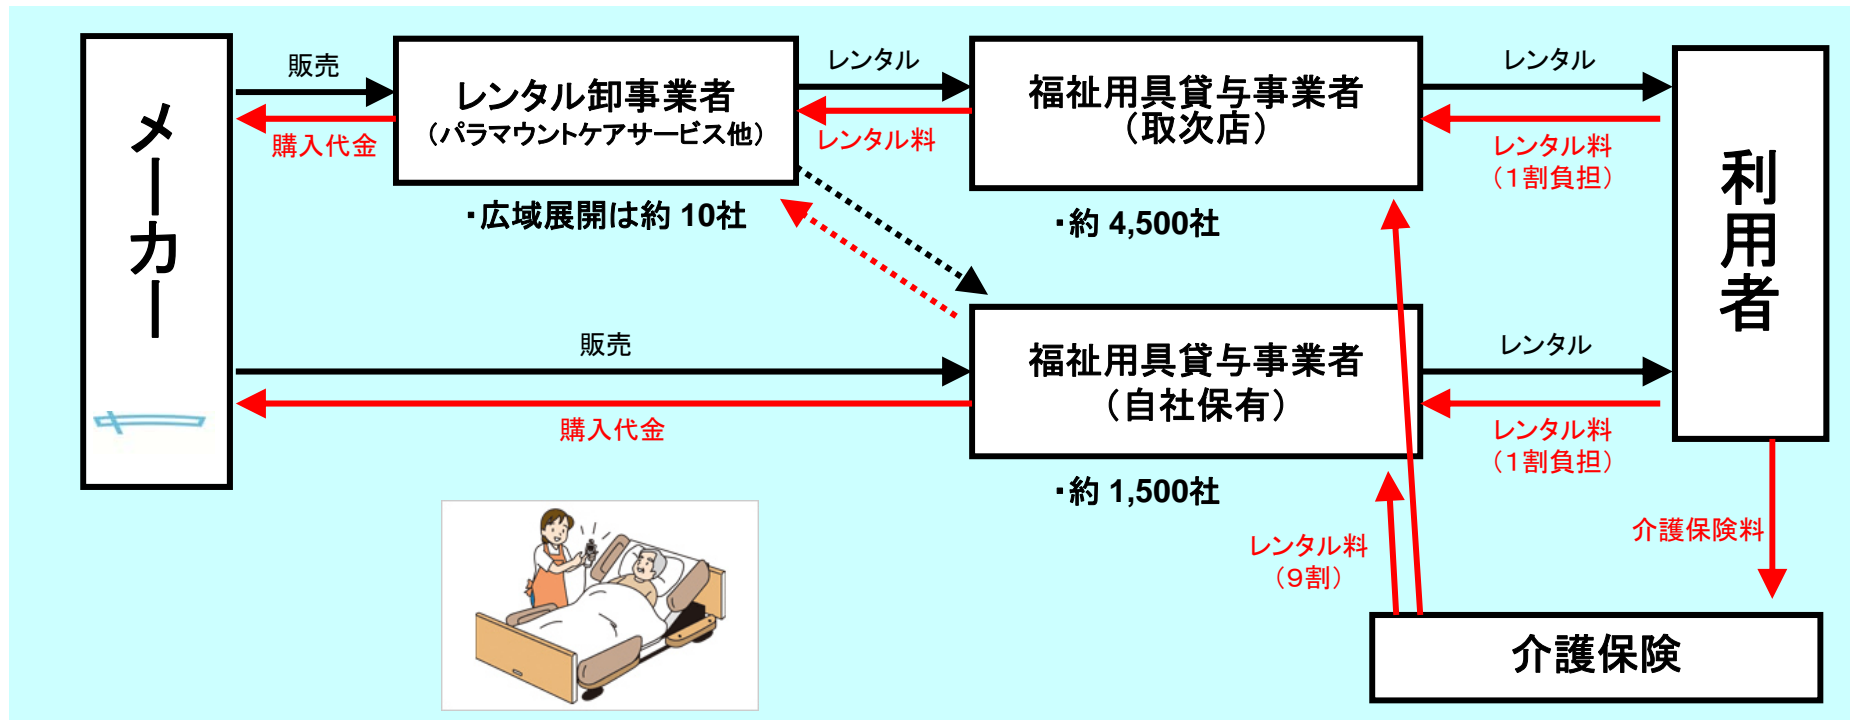 メーカー
販売
購入代金
レンタル卸事業者
（パラマウントケアサービス他）
・広域展開は約 10社
レンタル
レンタル料
福祉用具貸与事業者
（取次店）
・約 4,500社
レンタル
レンタル料
（１割負担）
利用者
販売
購入代金
福祉用具貸与事業者
（自社保有）
・約 1,500社
レンタル
レンタル料
（１割負担）
レンタル料
（９割）
介護保険料
介護保険